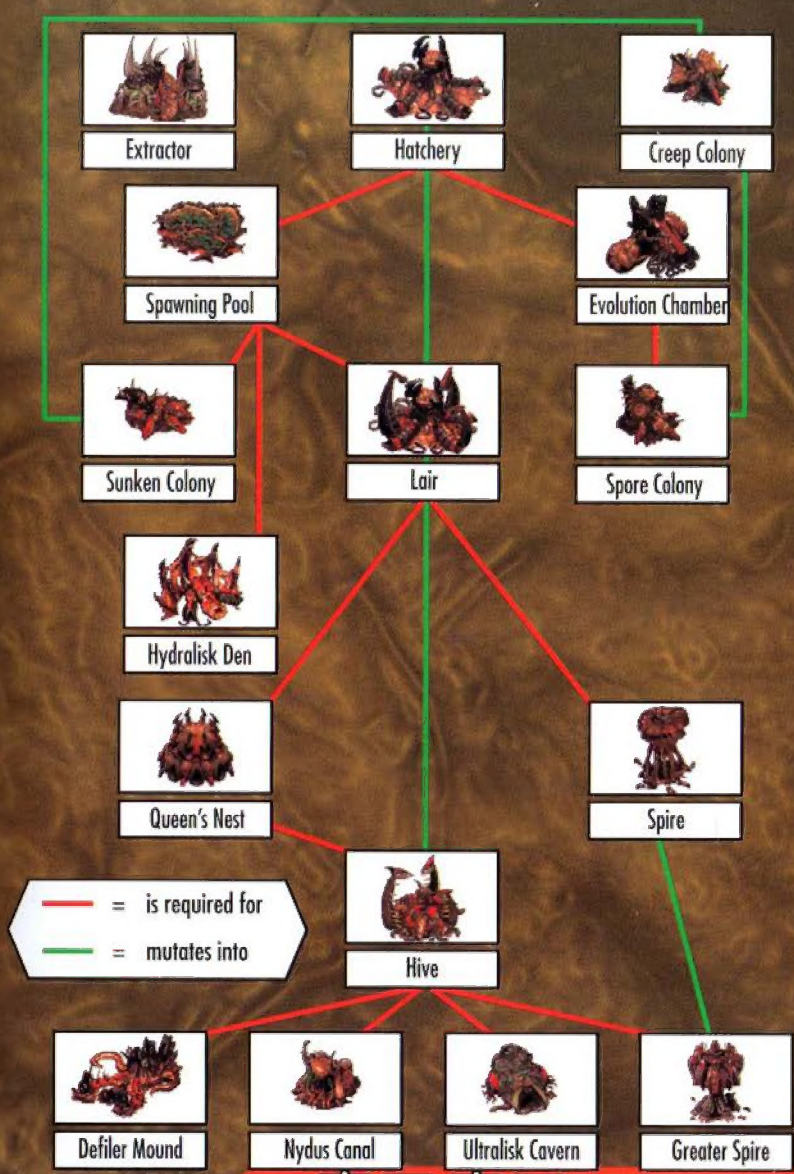 Extractor
Hatchery
Creep Colony
Spawning Pool
Evolution Chamber
Sunken Colony
Lair
Spore Colony
Hydralisk Den
Queen's Nest
Spire
= is required for
= mutates into
Hive
Defiler Mound
Nydus Canal
Ultralisk Cavern
Greater Spire